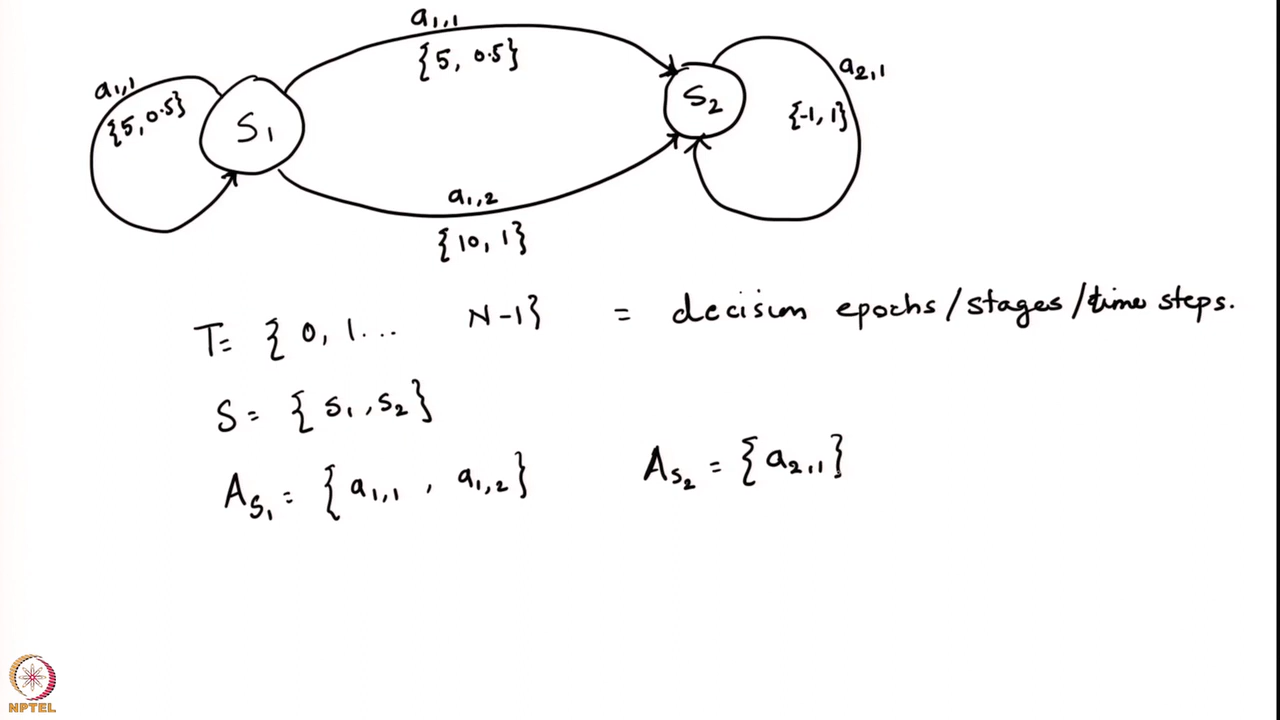 a1,1
{5, 0.5}
a1,1
{5, 0.5}
S1
S2
a2,1
{-1, 1}
a1,2
{10, 1}
T = { 0, 1... N-1} = decision epochs/stages/time steps.
S = { s1, s2 }
As1 = { a1,1 , a1,2 } As2 = { a2,1 }
NPTEL